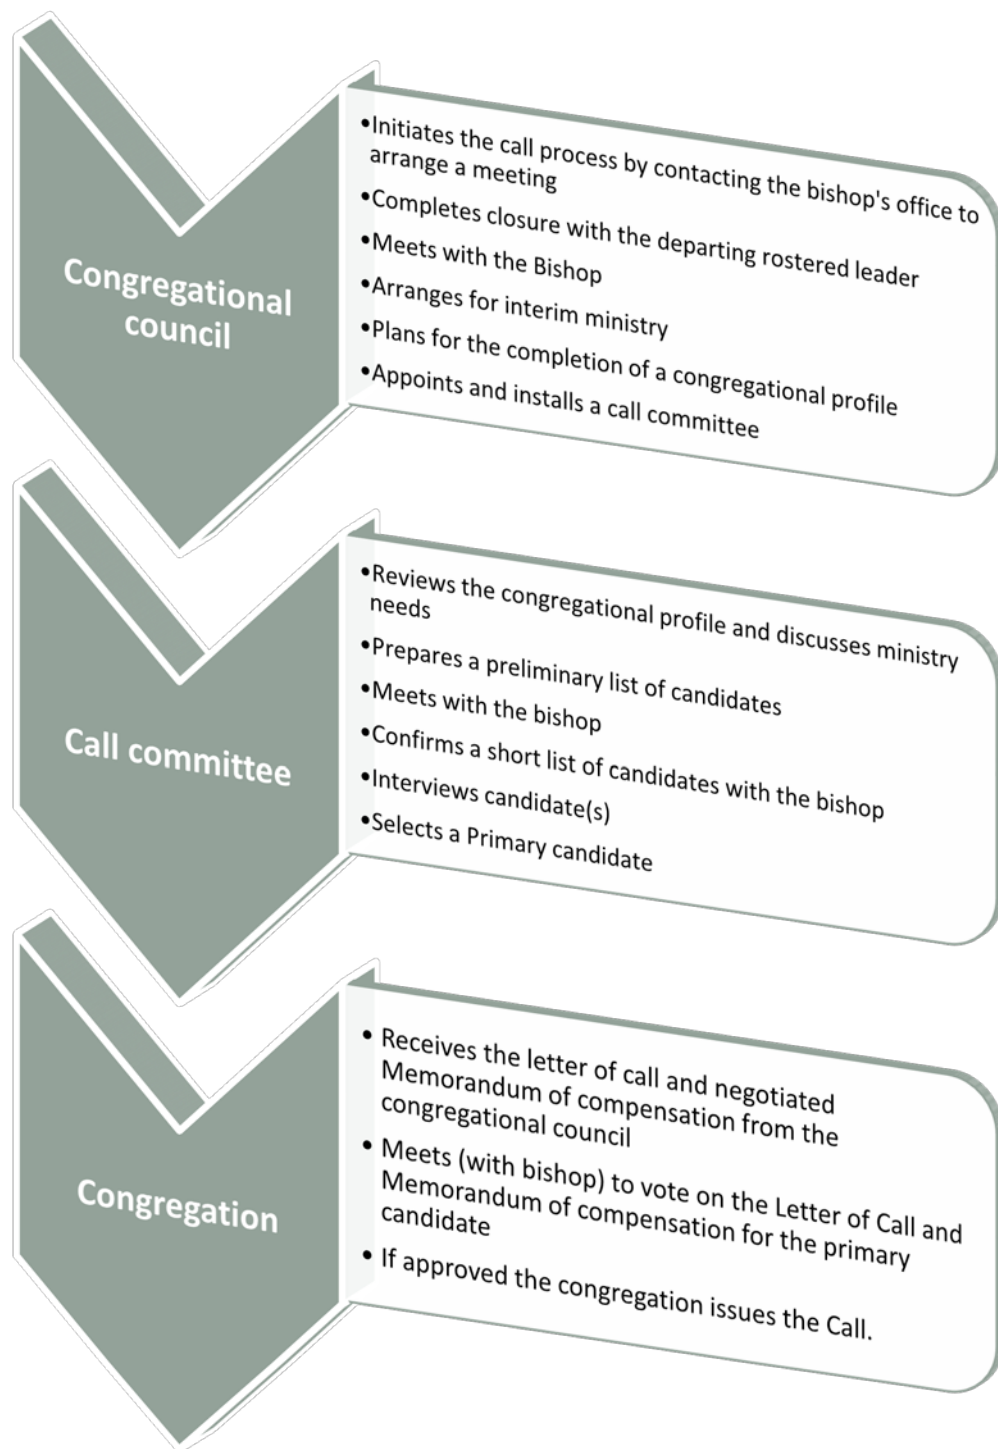 Congregational
council
•Initiates the call process by contacting the bishop's office to
arrange a meeting
•Completes closure with the departing rostered leader
•Meets with the Bishop
•Arranges for interim ministry
•Plans for the completion of a congregational profile
•Appoints and installs a call committee
Call committee
•Reviews the congregational profile and discusses ministry
needs
•Prepares a preliminary list of candidates
•Meets with the bishop
•Confirms a short list of candidates with the bishop
•Interviews candidate(s)
•Selects a Primary candidate
Congregation
• Receives the letter of call and negotiated
Memorandum of compensation from the
congregational council
• Meets (with bishop) to vote on the Letter of Call and
Memorandum of compensation for the primary
candidate
• If approved the congregation issues the Call.